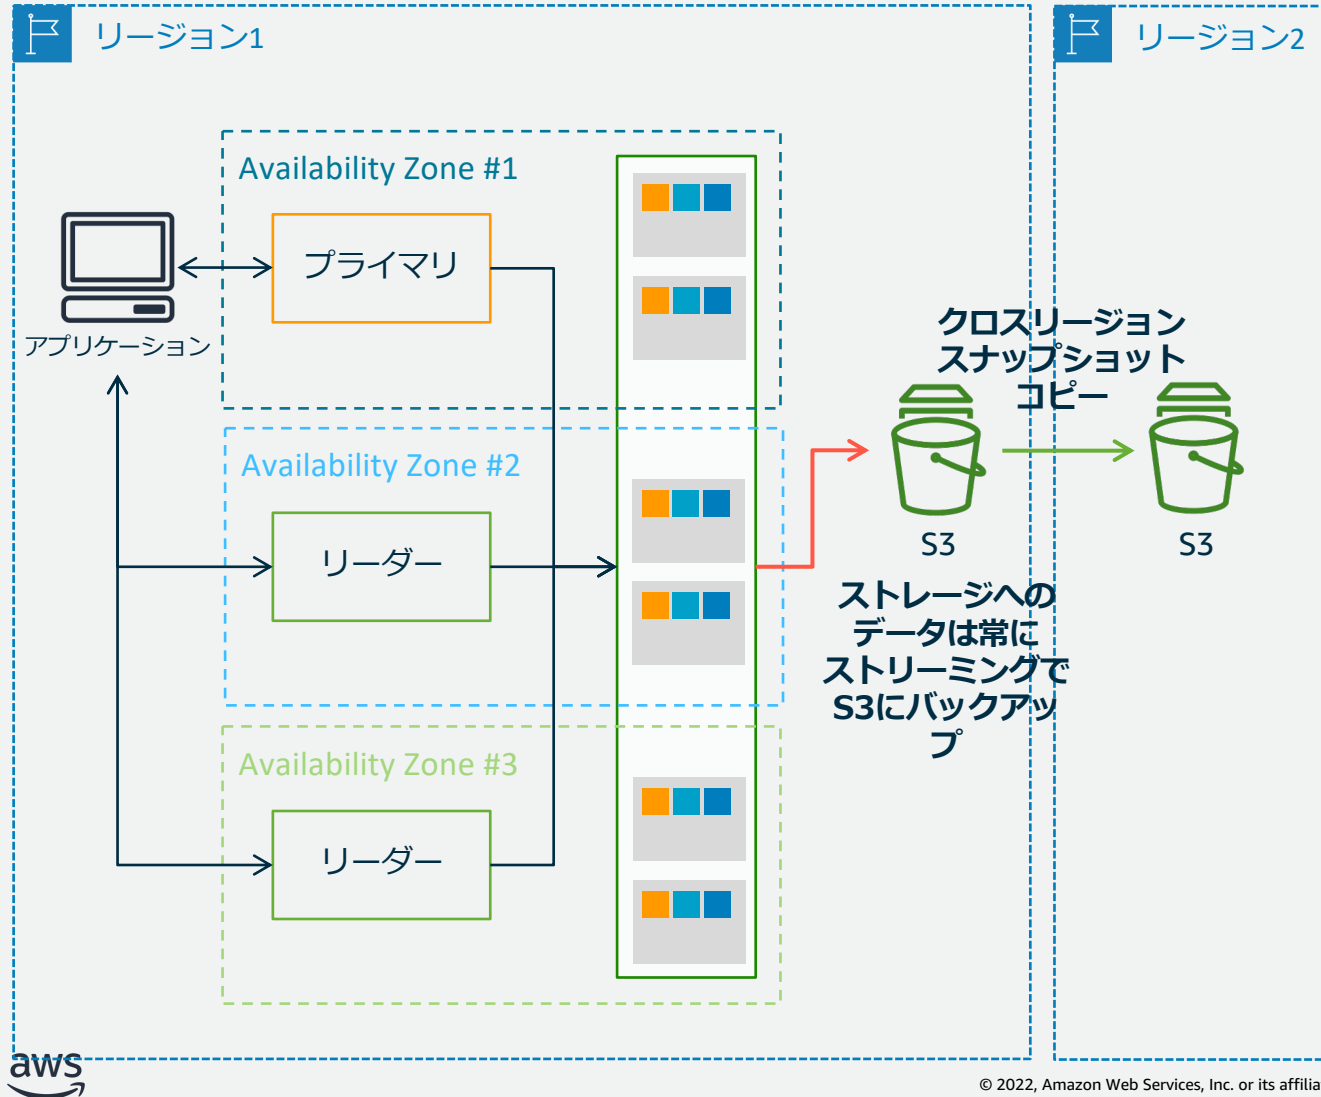 リージョン1
リージョン2
Availability Zone #1
プライマリ
アプリケーション
クロスリージョン
スナップショット
コピー
Availability Zone #2
リーダー
S3
S3
ストレージへの
データは常に
ストリーミングで
S3にバックアッ
プ
Availability Zone #3
リーダー
aws
© 2022, Amazon Web Services, Inc. or its affilia